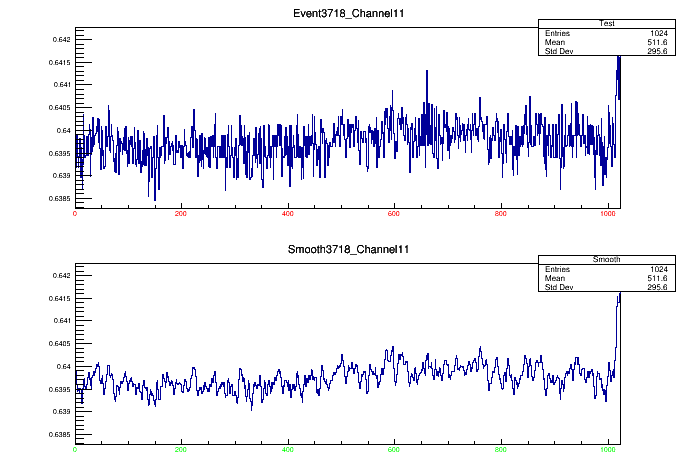 Event3718_Channel11
Test
Entries 1024
Mean 511.6
Std Dev 295.6
0.642
0.6415
0.641
0.6405
0.64
0.6395
0.639
0.6385
0 200 400 600 800 1000
Smooth3718_Channel11
Smooth
Entries 1024
Mean 511.6
Std Dev 295.6
0.642
0.6415
0.641
0.6405
0.64
0.6395
0.639
0.6385
0 200 400 600 800 1000